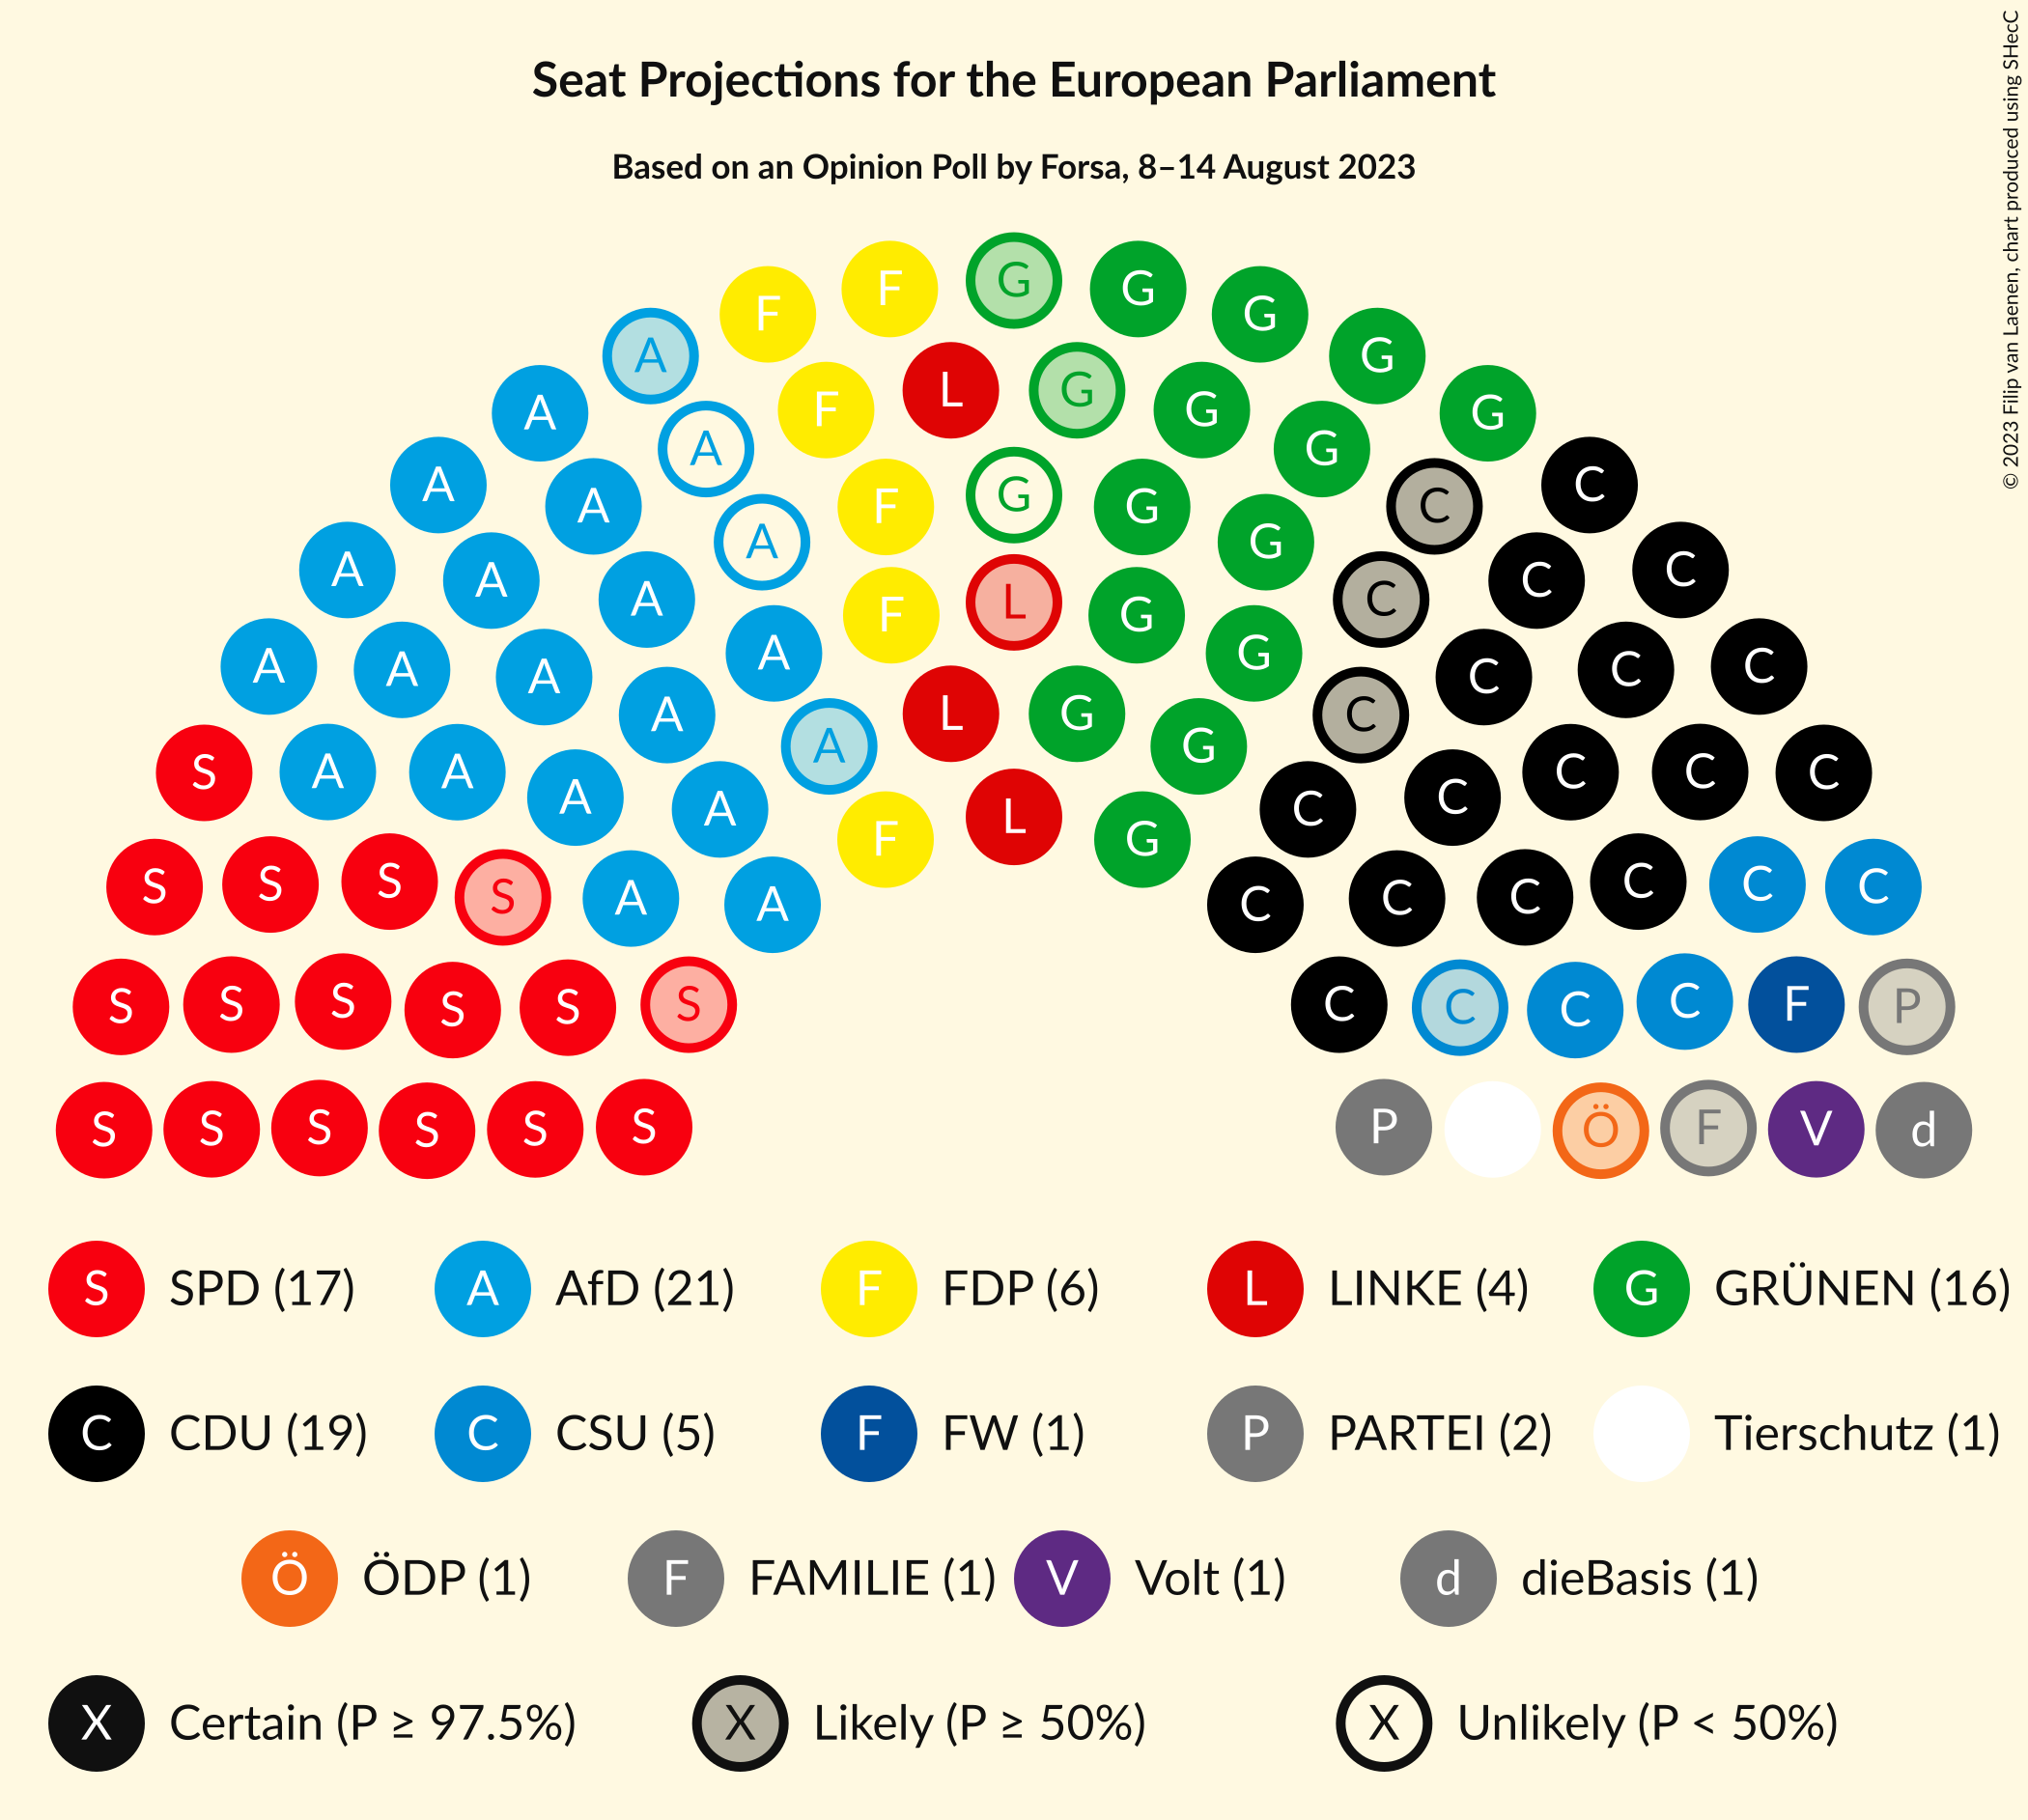 Seat Projections for the European Parliament
Based on an Opinion Poll by Forsa, 8–14 August 2023
© 2023 Filip van Laenen, chart produced using SHecC
G
F G
F G
A G
F L G G
A G
A G
F G G
A C C
A A G
A G
A C
A C
A L C
F G
A G
A A C C C
A C
L G
A C
A G
S A A C C C
A C
A C
L
F G
S S S C C C C
S A C C
A C
S S S S S S C C C C F P
S S S S S S P Ö F V d
S SPD (17) A AfD (21) F FDP (6) L LINKE (4) G GRÜNEN (16)
C CDU (19) C CSU (5) F FW (1) P PARTEI (2) Tierschutz (1)
Ö ÖDP (1) F FAMILIE (1) V Volt (1) d dieBasis (1)
X Certain (P ≥ 97.5%) X Likely (P ≥ 50%) X Unlikely (P < 50%)